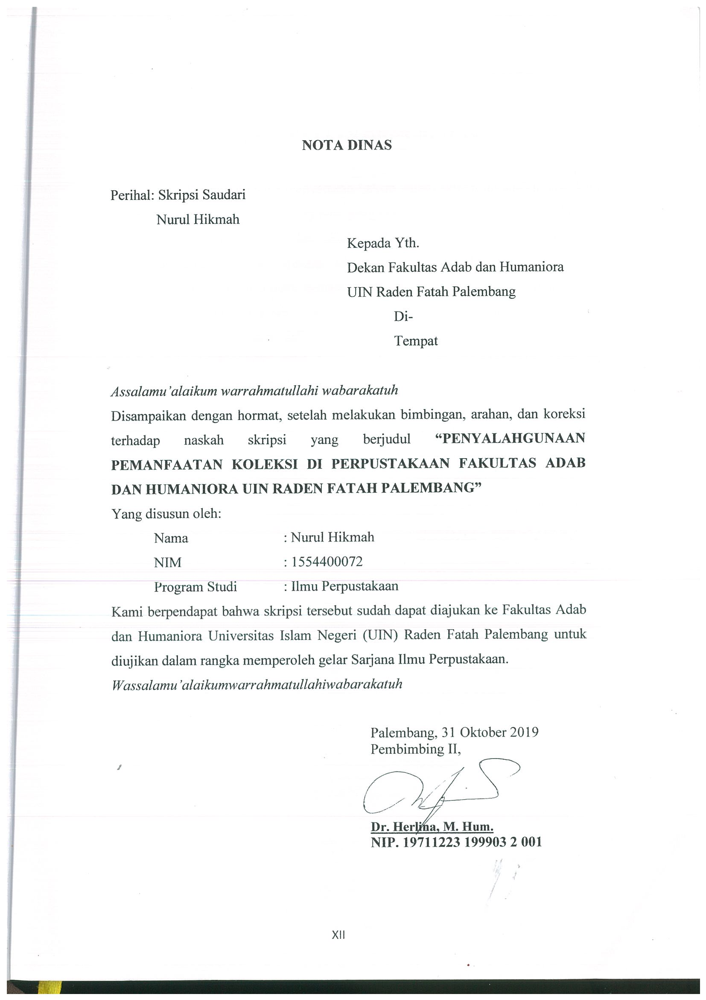 NOTA DINAS
Perihal: Skripsi Saudari
Nurul Hikmah
Kepada Yth.
Dekan Fakultas Adab dan Humaniora
UIN Raden Fatah Palembang
Di-
Tempat
Assalamu’alaikum warrahmatullahi wabarakatuh
Disampaikan dengan hormat, setelah melakukan bimbingan, arahan, dan koreksi
terhadap naskah skripsi yang berjudul “PENYALAHGUNAAN
PEMANFAATAN KOLEKSI DI PERPUSTAKAAN FAKULTAS ADAB
DAN HUMANIORA UIN RADEN FATAH PALEMBANG”
Yang disusun oleh:
Nama : Nurul Hikmah
NIM : 1554400072
Program Studi : Ilmu Perpustakaan
Kami berpendapat bahwa skripsi tersebut sudah dapat diajukan ke Fakultas Adab
dan Humaniora Universitas Islam Negeri (UIN) Raden Fatah Palembang untuk
diujikan dalam rangka memperoleh gelar Sarjana Ilmu Perpustakaan.
Wassalamu’alaikumwarrahmatullahiwabarakatuh
Palembang, 31 Oktober 2019
Pembimbing II,
Dr. Herlina, M. Hum.
NIP. 19711223 199903 2 001
XII